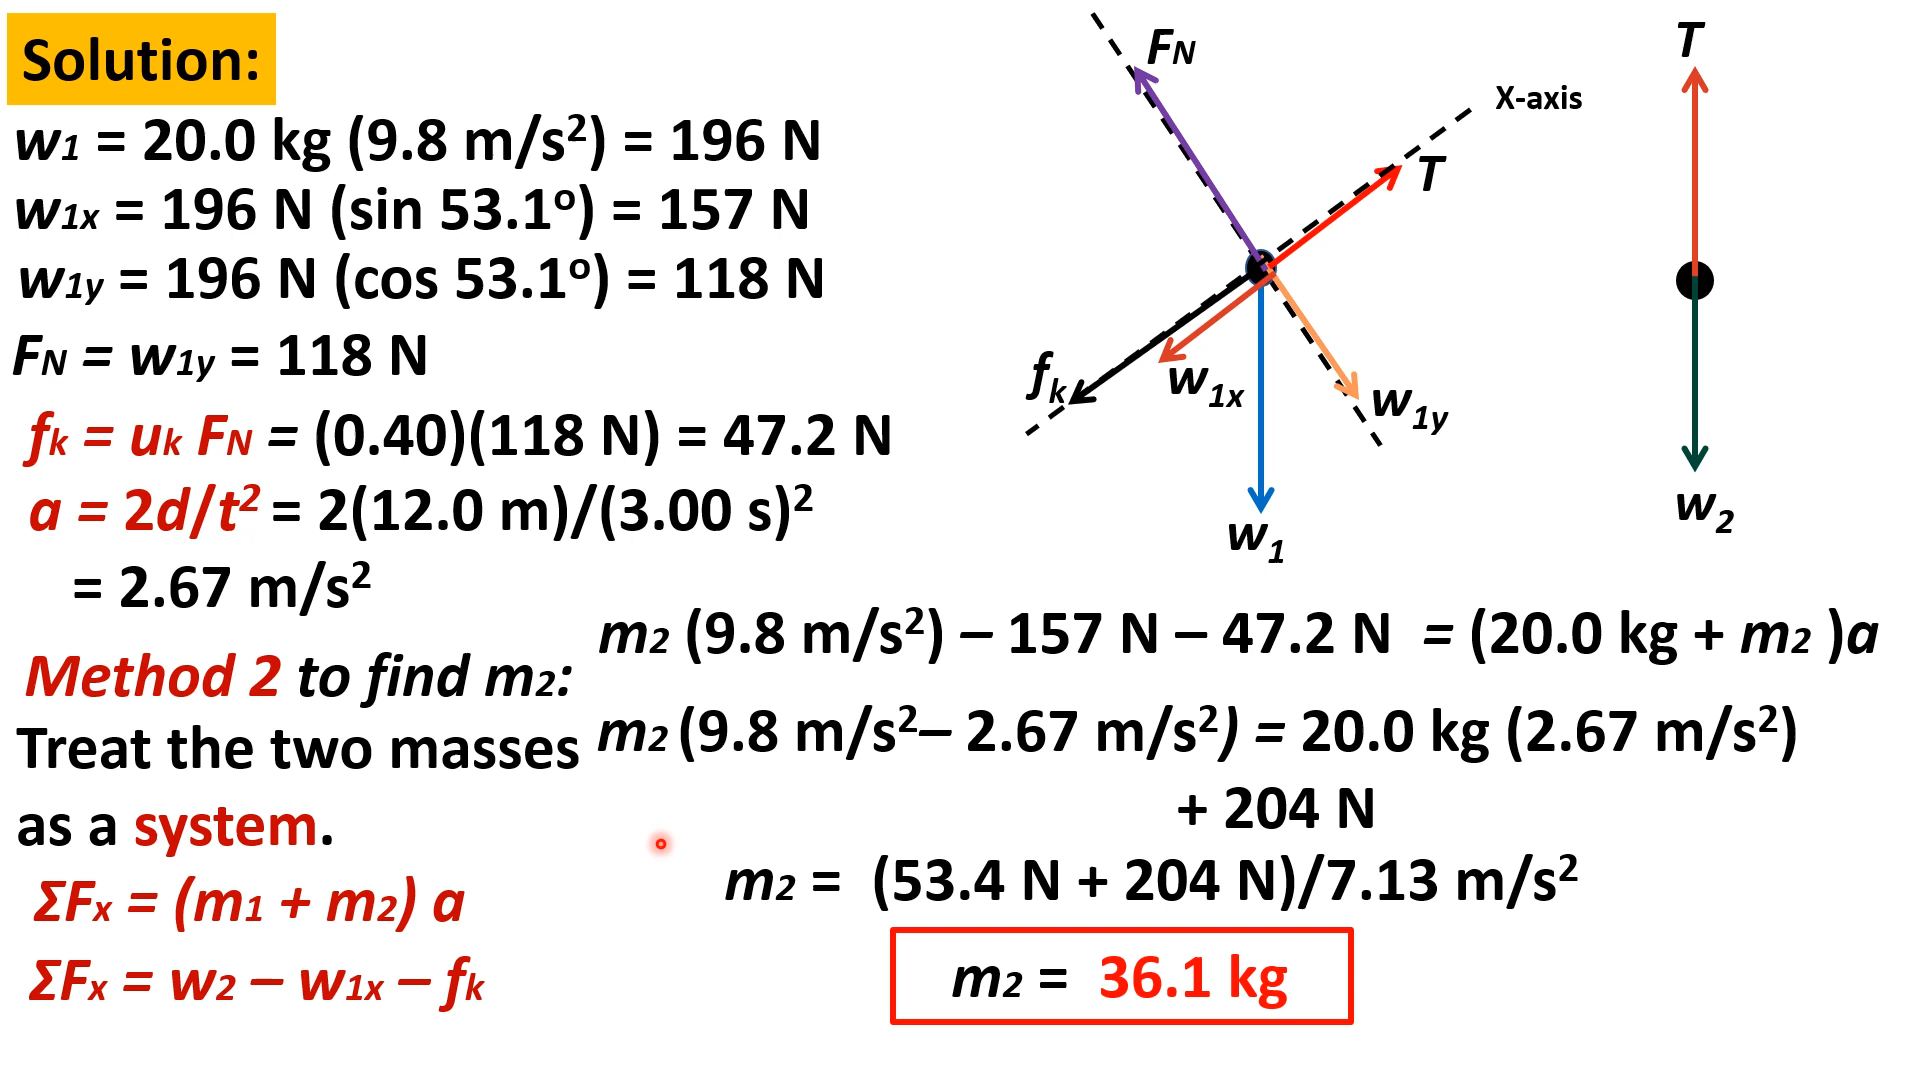 Solution:
w1 = 20.0 kg (9.8 m/s²) = 196 N
w1x = 196 N (sin 53.1º) = 157 N
w1y = 196 N (cos 53.1º) = 118 N
FN = w1y = 118 N
fk = uk FN = (0.40)(118 N) = 47.2 N
a = 2d/t² = 2(12.0 m)/(3.00 s)²
= 2.67 m/s²
Method 2 to find m2:
Treat the two masses
as a system.
ΣFx = (m1 + m2) a
ΣFx = w2 – w1x – fk
FN
X-axis
T
fk
w1x
w1y
w1
T
w2
m2 (9.8 m/s²) – 157 N – 47.2 N = (20.0 kg + m2 )a
m2 (9.8 m/s²– 2.67 m/s²) = 20.0 kg (2.67 m/s²)
+ 204 N
m2 = (53.4 N + 204 N)/7.13 m/s²
m2 = 36.1 kg